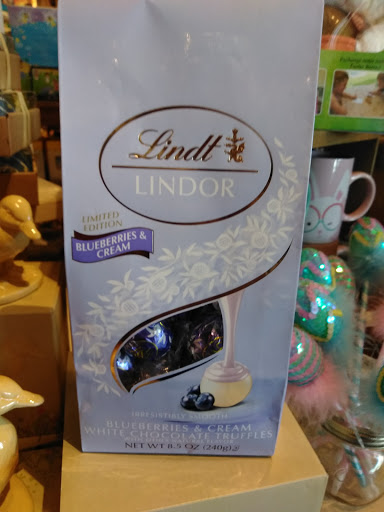 Lindt
LINDOR
LIMITED
EDITION
BLUEBERRIES &
CREAM
IRRESISTIBLY SMOOTH
BLUEBERRIES & CREAM
WHITE CHOCOLATE TRUFFLES
NET WT 8.5 OZ (240g)